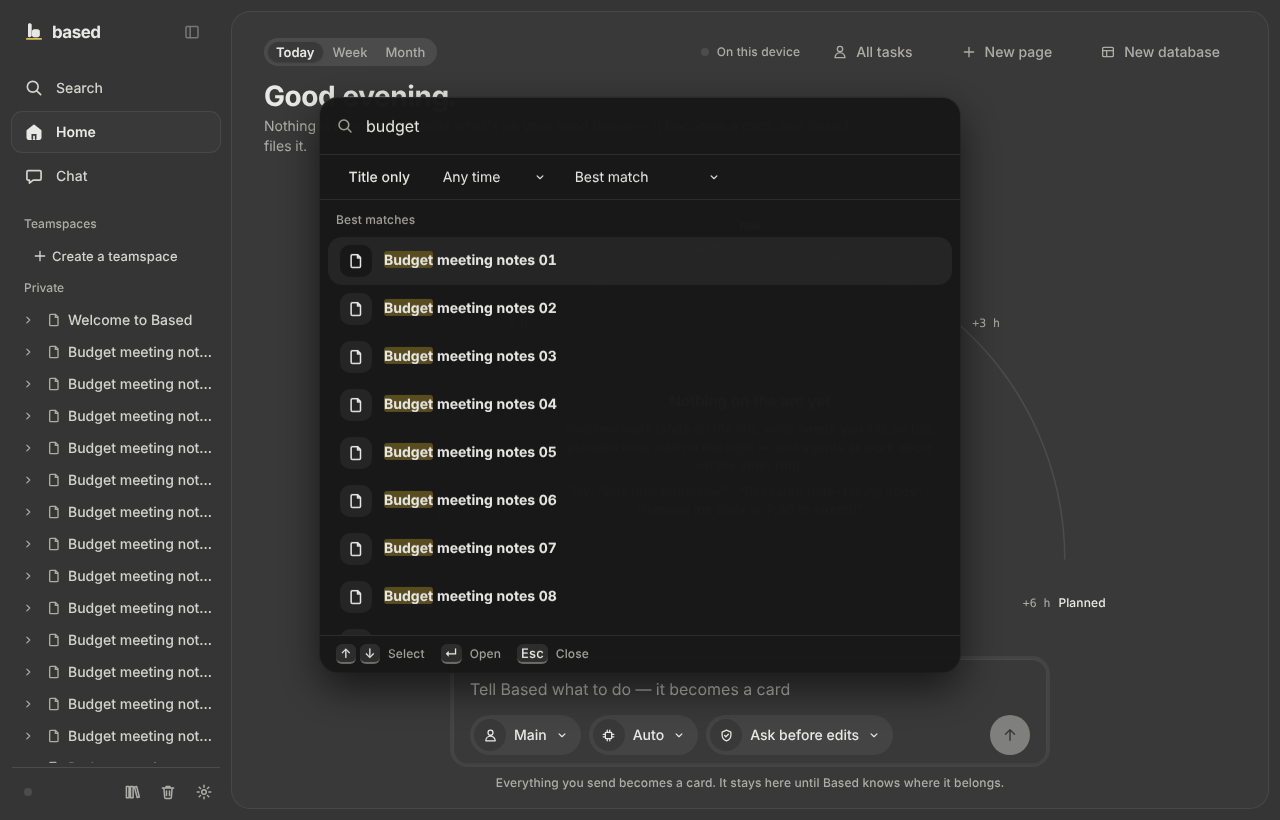 based
Search
Home
Chat
Teamspaces
Create a teamspace
Private
Welcome to Based
Budget meeting not...
Budget meeting not...
Budget meeting not...
Budget meeting not...
Budget meeting not...
Budget meeting not...
Budget meeting not...
Budget meeting not...
Budget meeting not...
Budget meeting not...
Budget meeting not...
Budget meeting not...
Budget meeting not...
Today Week Month
On this device
All tasks
New page
New database
Good evening.
Nothing
files it.
budget
Title only Any time Best match
Best matches
Budget meeting notes 01
Budget meeting notes 02
Budget meeting notes 03
Budget meeting notes 04
Budget meeting notes 05
Budget meeting notes 06
Budget meeting notes 07
Budget meeting notes 08
Select Open Esc Close
+3 h
+6 h Planned
Tell Based what to do — it becomes a card
Main Auto Ask before edits
Everything you send becomes a card. It stays here until Based knows where it belongs.